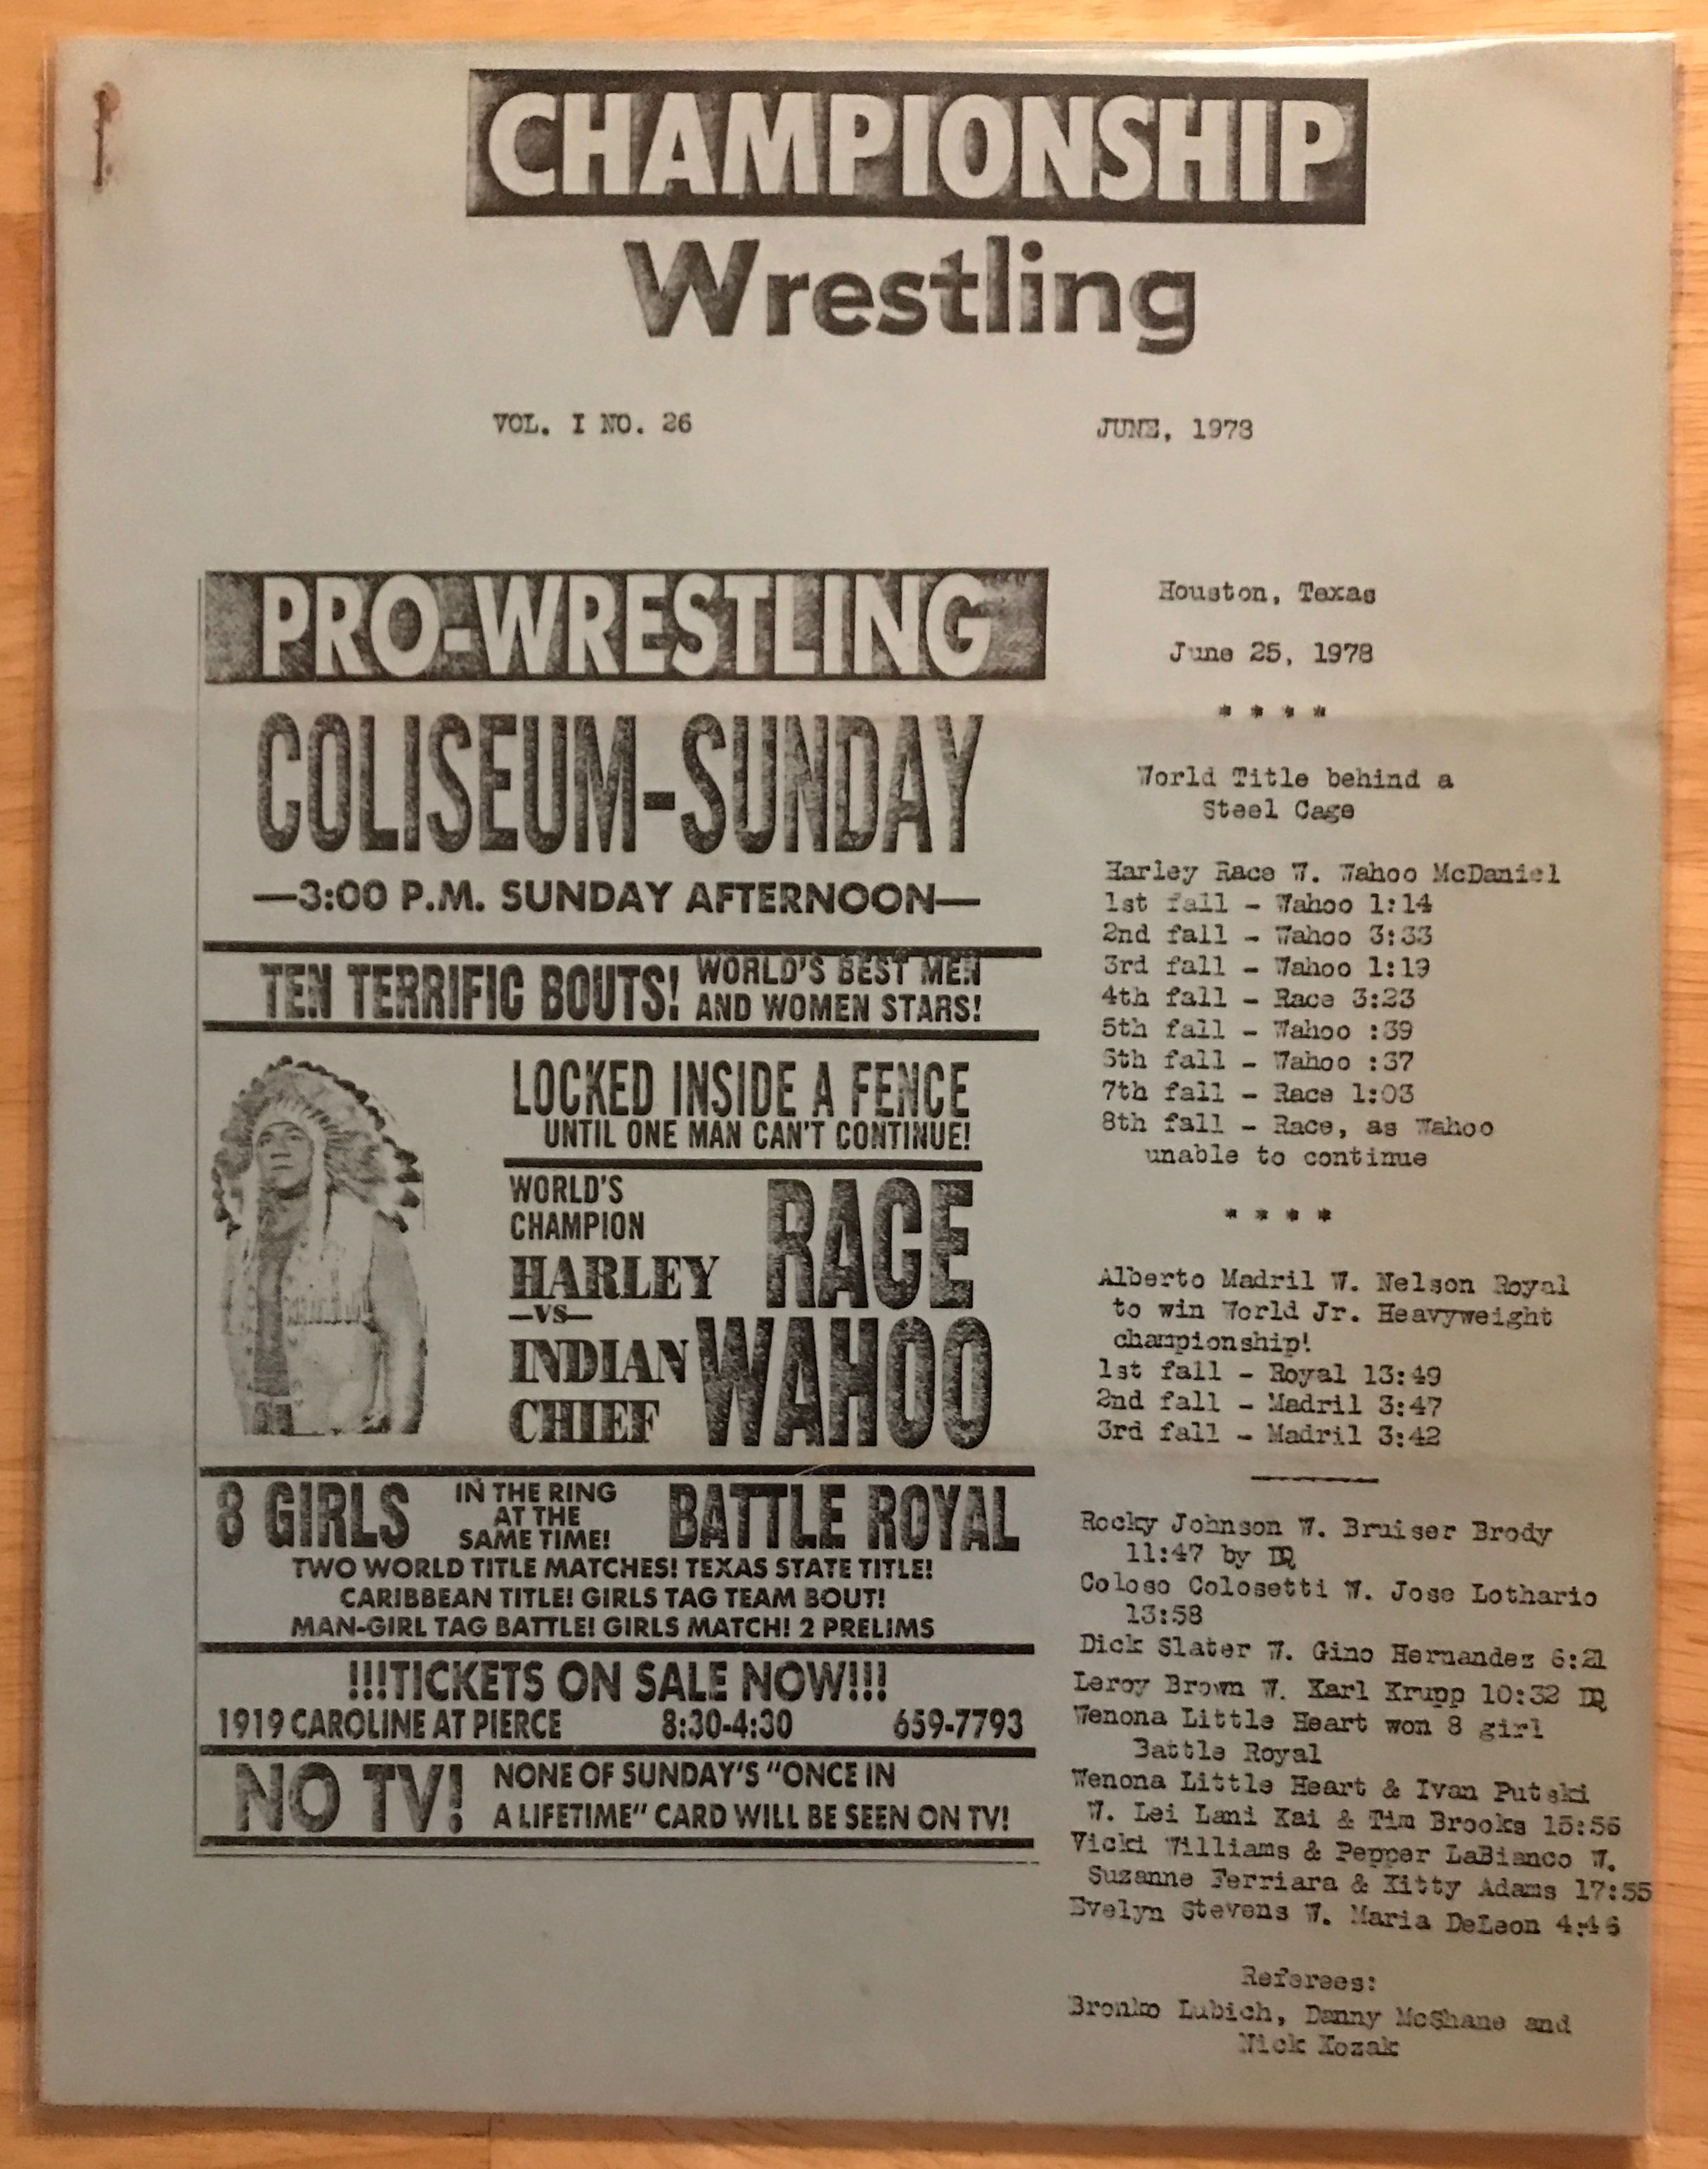 CHAMPIONSHIP
Wrestling
VOL. I NO. 26
JUNE, 1978
PRO-WRESTLING
COLISEUM-SUNDAY
—3:00 P.M. SUNDAY AFTERNOON—
TEN TERRIFIC BOUTS! WORLD'S BEST MEN
AND WOMEN STARS!
LOCKED INSIDE A FENCE
UNTIL ONE MAN CAN'T CONTINUE!
WORLD'S
CHAMPION
HARLEY RACE
—VS—
INDIAN WAHOO
CHIEF
8 GIRLS
IN THE RING
AT THE
SAME TIME!
BATTLE ROYAL
TWO WORLD TITLE MATCHES! TEXAS STATE TITLE!
CARIBBEAN TITLE! GIRLS TAG TEAM BOUT!
MAN-GIRL TAG BATTLE! GIRLS MATCH! 2 PRELIMS
!!!TICKETS ON SALE NOW!!!
1919 CAROLINE AT PIERCE 8:30-4:30 659-7793
NO TV! NONE OF SUNDAY'S "ONCE IN
A LIFETIME" CARD WILL BE SEEN ON TV!
Houston, Texas
June 25, 1978
* * * *
World Title behind a
Steel Cage
Harley Race W. Wahoo McDaniel
1st fall - Wahoo 1:14
2nd fall - Wahoo 3:33
3rd fall - Wahoo 1:19
4th fall - Race 3:23
5th fall - Wahoo :39
6th fall - Wahoo :37
7th fall - Race 1:03
8th fall - Race, as Wahoo
unable to continue
* * * *
Alberto Madril W. Nelson Royal
to win World Jr. Heavyweight
championship!
1st fall - Royal 13:49
2nd fall - Madril 3:47
3rd fall - Madril 3:42
Rocky Johnson W. Bruiser Brody
11:47 by DQ
Coloso Colosetti W. Jose Lothario
13:58
Dick Slater W. Gino Hernandez 6:21
Leroy Brown W. Karl Krupp 10:32 DQ
Wenona Little Heart won 8 girl
Battle Royal
Wenona Little Heart & Ivan Putski
W. Lei Lani Kai & Tim Brooks 15:56
Vicki Williams & Pepper LaBianco W.
Suzanne Ferriara & Kitty Adams 17:55
Evelyn Stevens W. Maria DeLeon 4:46
Referees:
Bronko Lubich, Danny McShane and
Nick Kozak